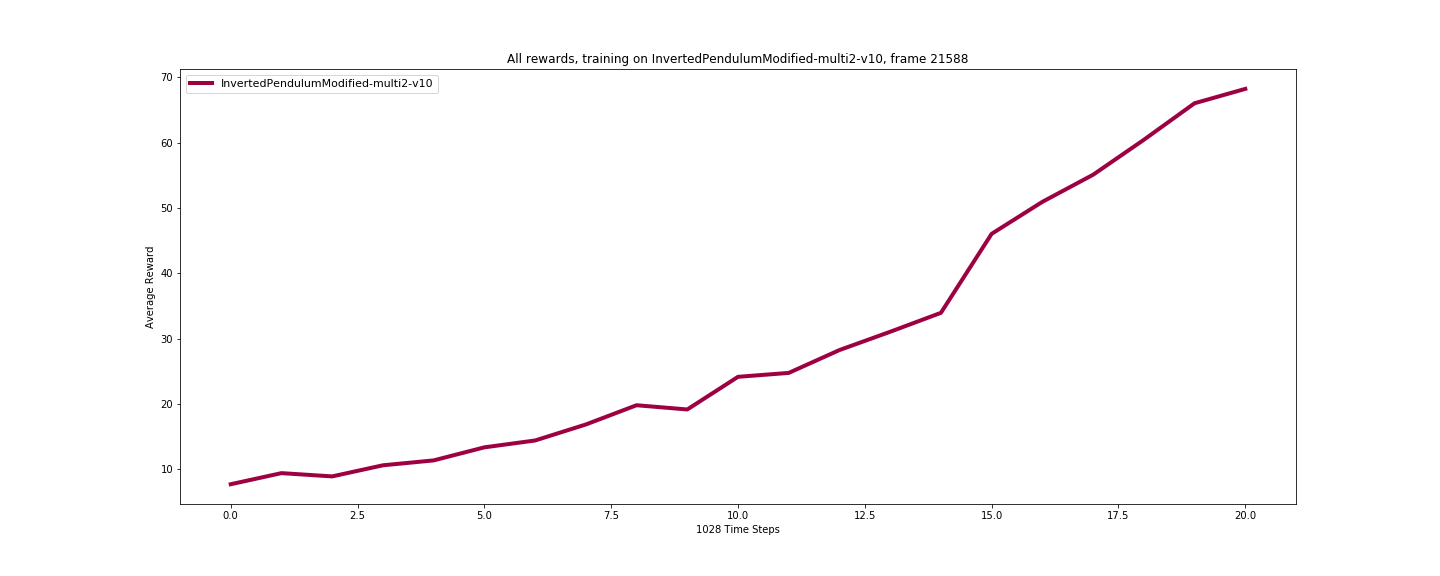 All rewards, training on InvertedPendulumModified-multi2-v10, frame 21588
InvertedPendulumModified-multi2-v10
70
60
50
40
30
20
10
Average Reward
0.0 2.5 5.0 7.5 10.0 12.5 15.0 17.5 20.0
1028 Time Steps